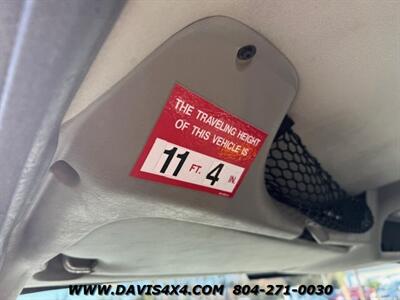 THE TRAVELING HEIGHT
OF THIS VEHICLE IS
11 FT. 4 IN.
WWW.DAVIS4X4.COM 804-271-0030